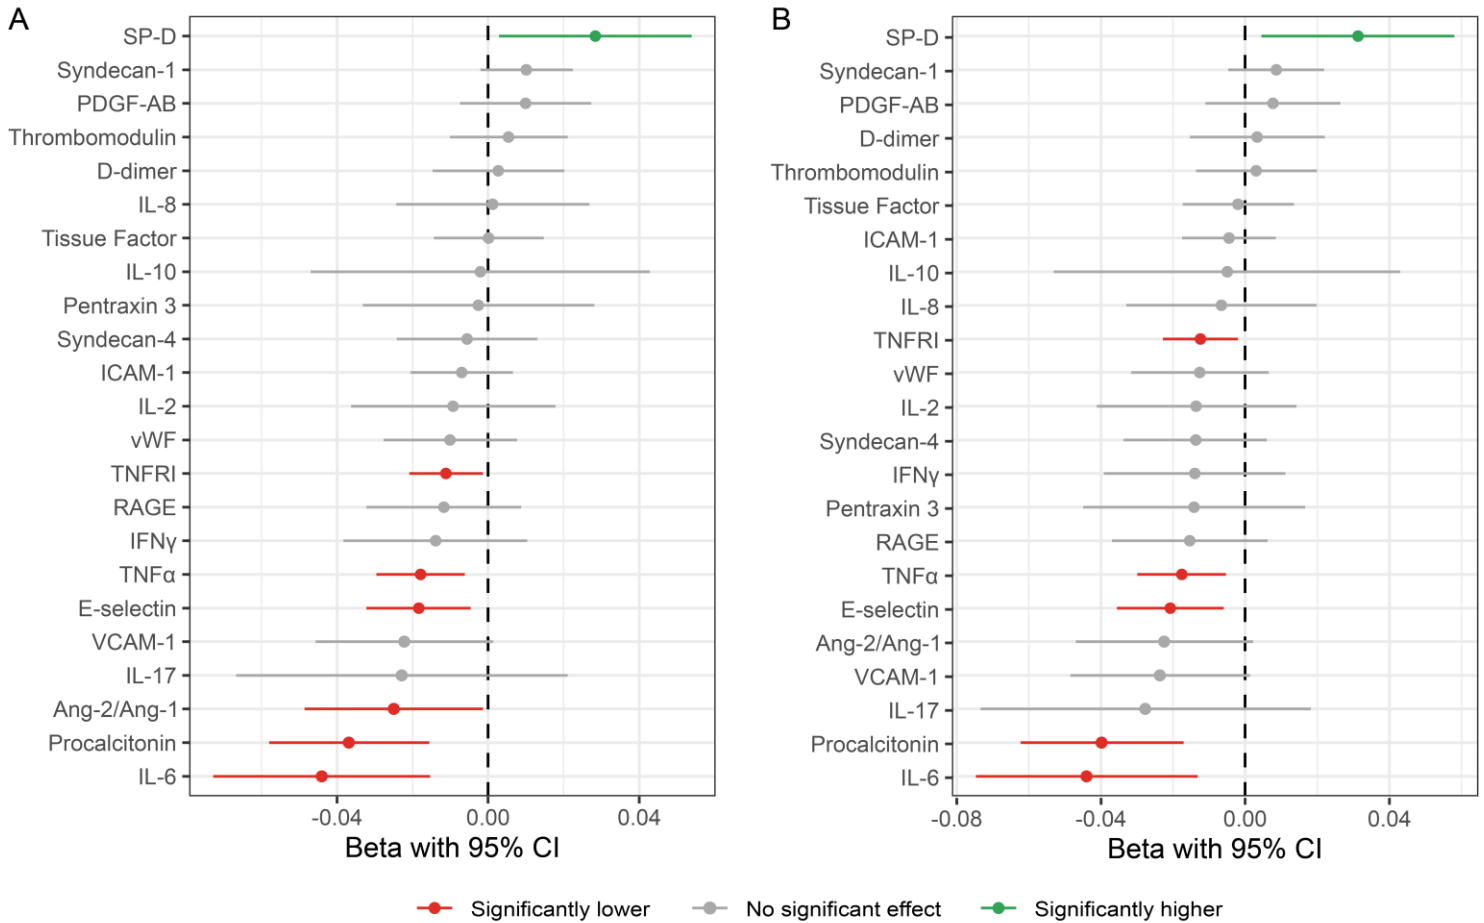 A
SP-D
Syndecan-1
PDGF-AB
Thrombomodulin
D-dimer
IL-8
Tissue Factor
IL-10
Pentraxin 3
Syndecan-4
ICAM-1
IL-2
vWF
TNFRI
RAGE
IFNγ
TNFα
E-selectin
VCAM-1
IL-17
Ang-2/Ang-1
Procalcitonin
IL-6
-0.04 0.00 0.04
Beta with 95% CI
B
SP-D
Syndecan-1
PDGF-AB
D-dimer
Thrombomodulin
Tissue Factor
ICAM-1
IL-10
IL-8
TNFRI
vWF
IL-2
Syndecan-4
IFNγ
Pentraxin 3
RAGE
TNFα
E-selectin
Ang-2/Ang-1
VCAM-1
IL-17
Procalcitonin
IL-6
-0.08 -0.04 0.00 0.04
Beta with 95% CI
Significantly lower No significant effect Significantly higher